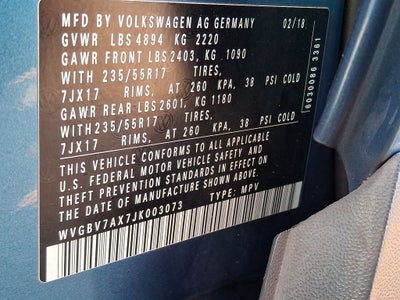 MFD BY VOLKSWAGEN AG GERMANY 02/18
GVWR LBS 4894 KG 2220
GAWR FRONT LBS 2403, KG 1090
WITH 235/55R17 TIRES,
7JX17 RIMS, AT 260 KPA, 38 PSI COLD
GAWR REAR LBS 2601, KG 1180
WITH 235/55R17 TIRES,
7JX17 RIMS, AT 260 KPA, 38 PSI COLD
THIS VEHICLE CONFORMS TO ALL APPLICABLE
U.S. FEDERAL MOTOR VEHICLE SAFETY AND
THEFT PREVENTION STANDARDS IN EFFECT ON
THE DATE OF MANUFACTURE SHOWN ABOVE.
WVGBV7AX7JK003073 TYPE: MPV
6030086 3361